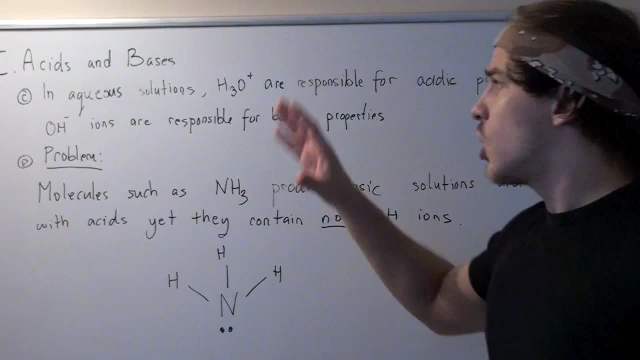 I. Acids and Bases
© In aqueous solutions, H₃O⁺ are responsible for acidic
OH⁻ ions are responsible for properties
Ⓓ Problem:
Molecules such as NH₃ solutions
with acids yet they contain no H ions.
H
H H
N